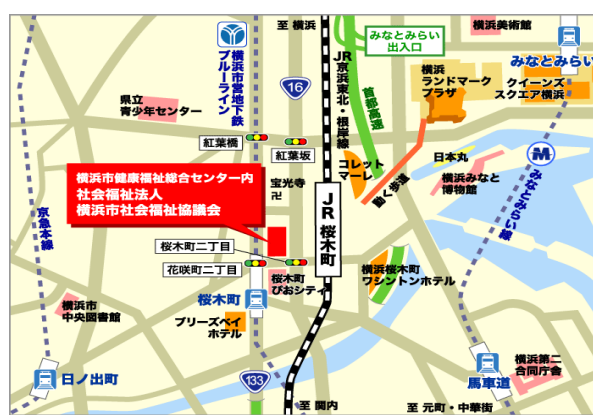 至 横浜
みなとみらい
出入口
横浜美術館
みなとみらい
横浜市営地下鉄
ブルーライン
16
JR京浜東北・根岸線
首都高速
横浜
ランドマーク
プラザ
クイーンズ
スクエア横浜
県立
青少年センター
紅葉橋
紅葉坂
コレット
マーレ
日本丸
横浜みなと
博物館
動く歩道
みなとみらい線
横浜市健康福祉総合センター内
社会福祉法人
横浜市社会福祉協議会
宝光寺
卍
JR桜木町
京急本線
桜木町二丁目
花咲町二丁目
桜木町
ぴおシティ
横浜桜木町
ワシントンホテル
桜木町
横浜市
中央図書館
ブリーズベイ
ホテル
日ノ出町
133
馬車道
横浜第二
合同庁舎
至 関内
至 元町・中華街